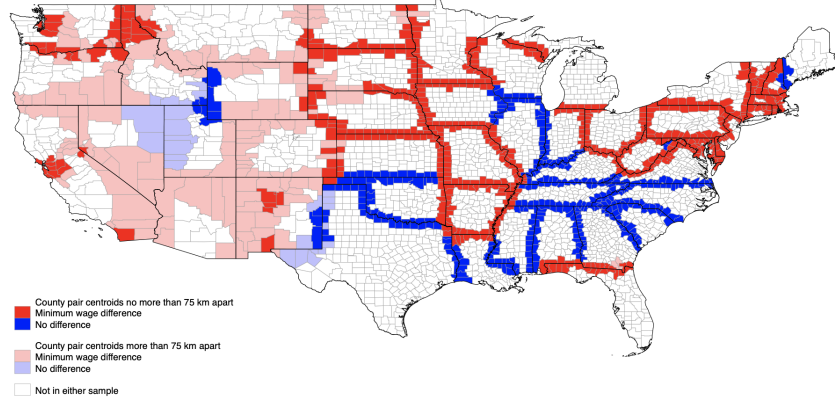 County pair centroids no more than 75 km apart
Minimum wage difference
No difference
County pair centroids more than 75 km apart
Minimum wage difference
No difference
Not in either sample